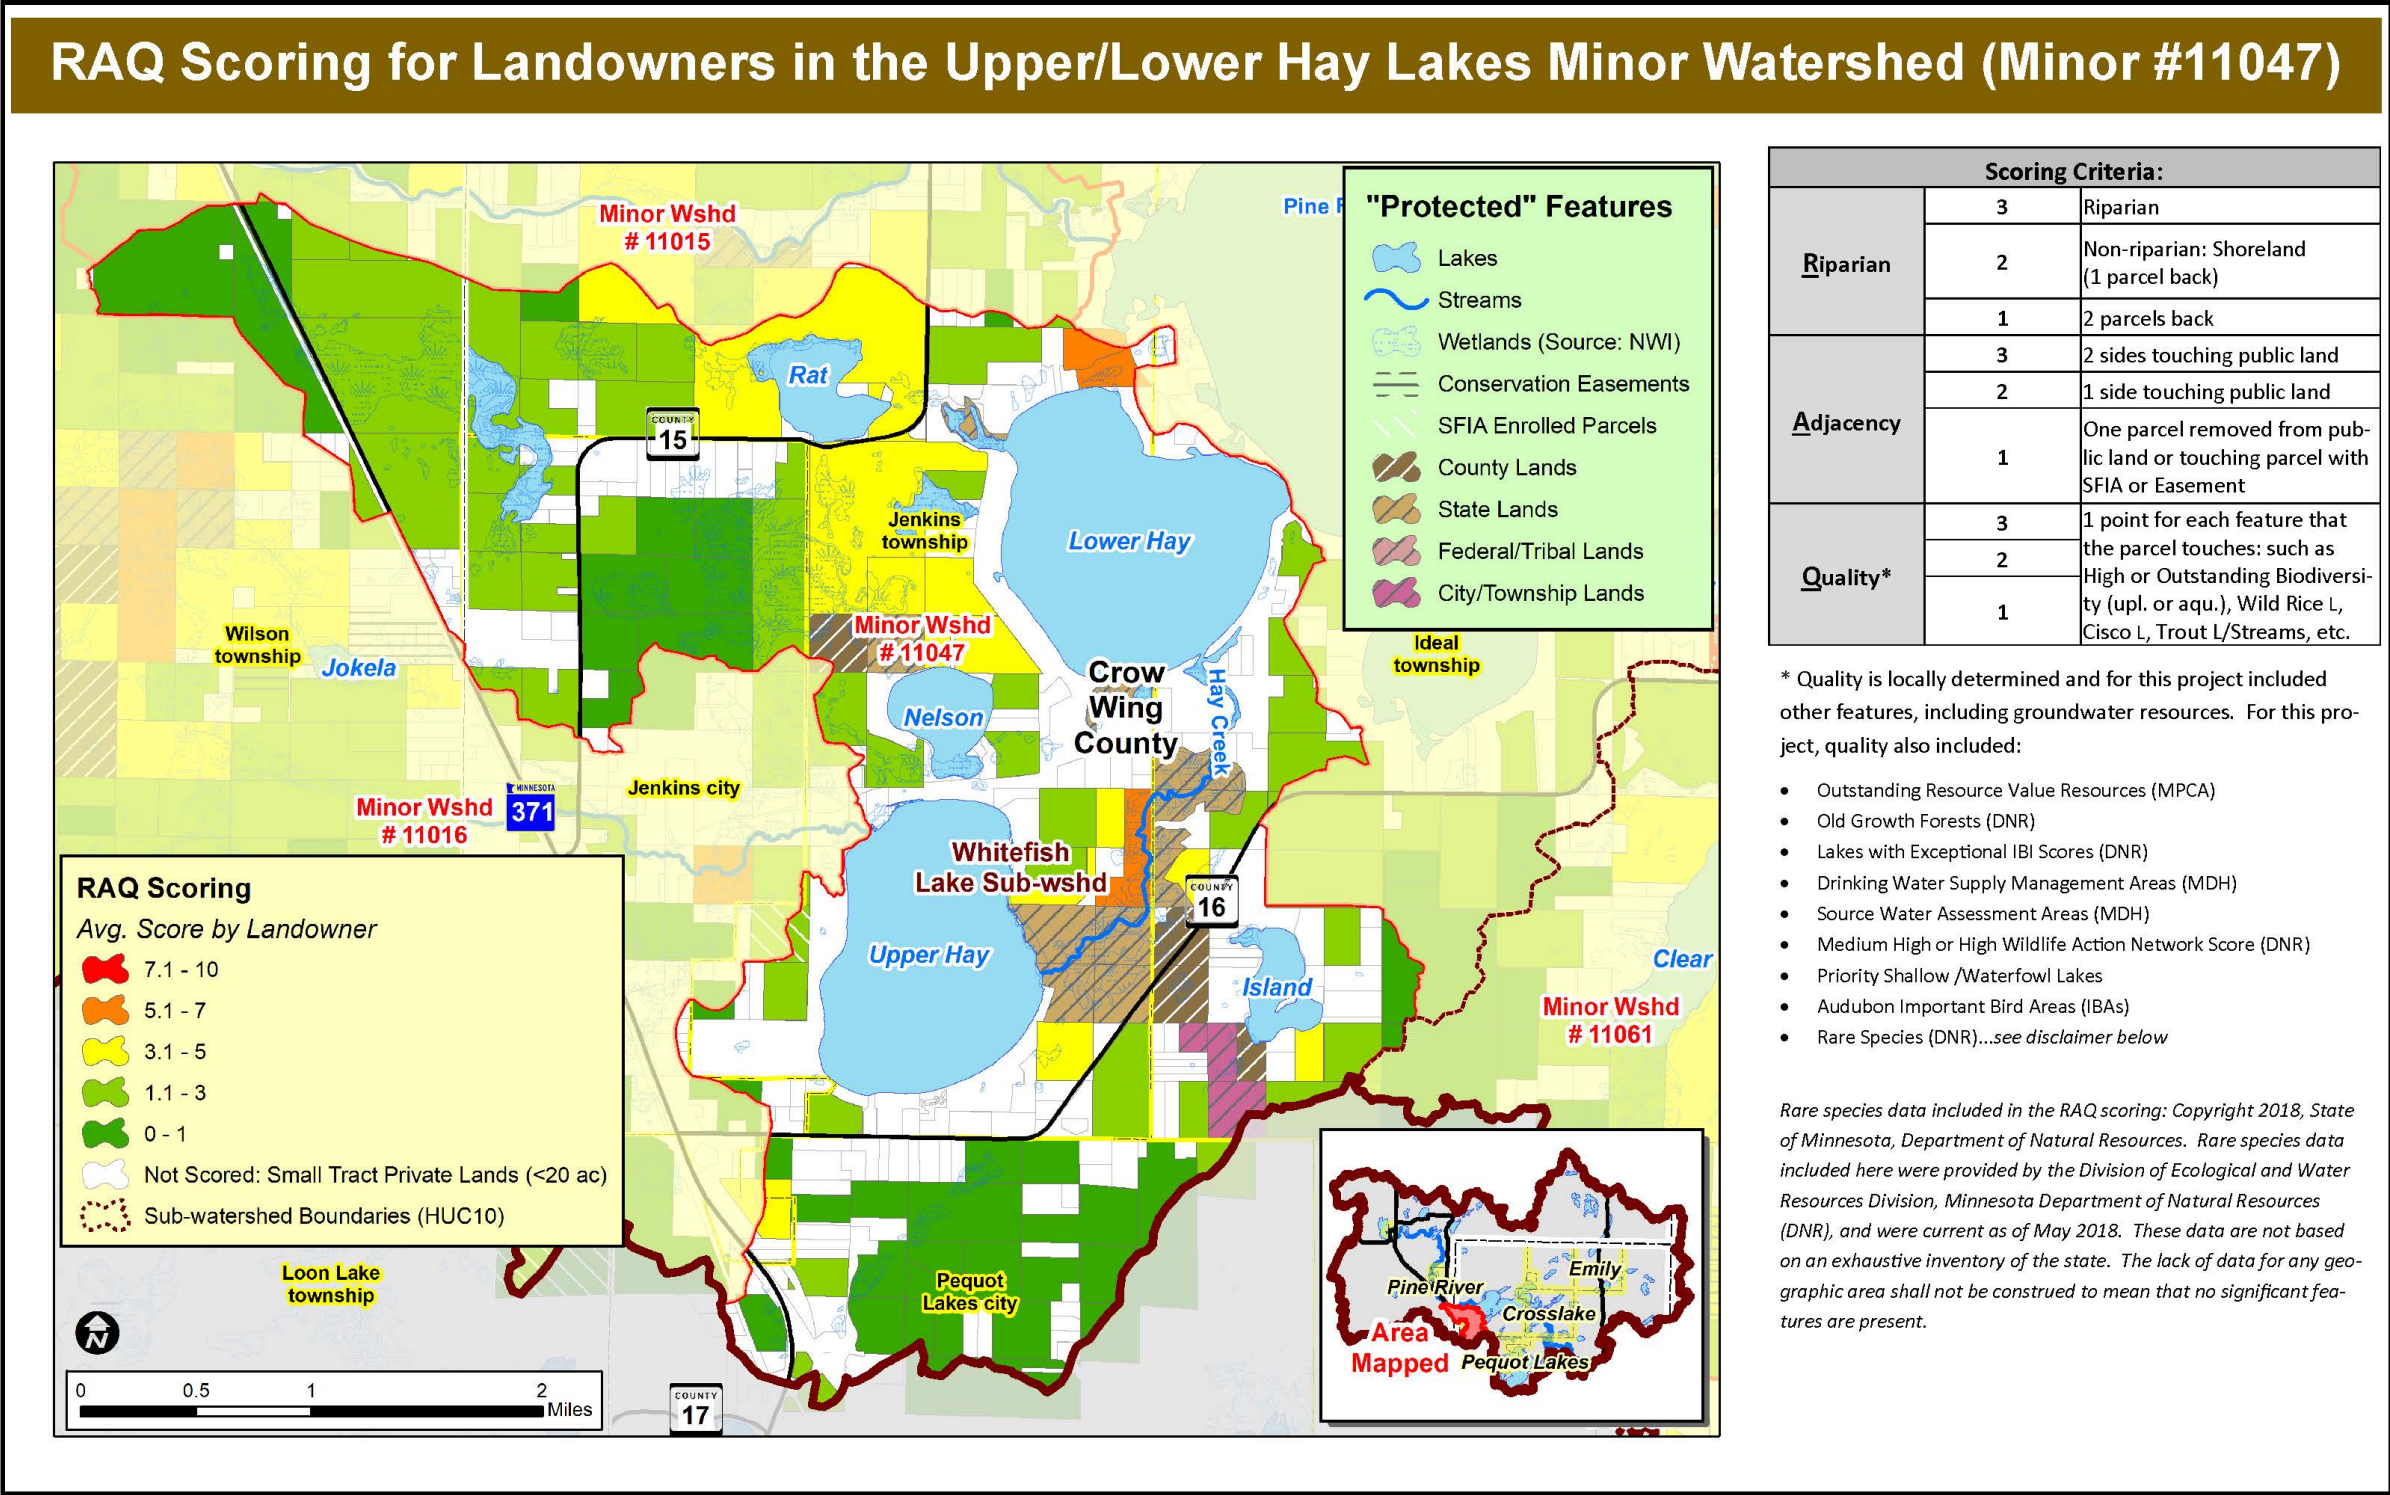 RAQ Scoring for Landowners in the Upper/Lower Hay Lakes Minor Watershed (Minor #11047)
Minor Wshd
# 11015
Pine
Rat
COUNTY
15
Jenkins
township
Lower Hay
Minor Wshd
# 11047
Wilson
township
Jokela
Crow
Wing
County
Hay Creek
Nelson
Ideal
township
Jenkins city
Minor Wshd
# 11016
MINNESOTA
371
Whitefish
Lake Sub-wshd
COUNTY
16
Upper Hay
Island
Clear
Minor Wshd
# 11061
Pequot
Lakes city
Loon Lake
township
COUNTY
17
N
0 0.5 1 2
Miles
"Protected" Features
Lakes
Streams
Wetlands (Source: NWI)
Conservation Easements
SFIA Enrolled Parcels
County Lands
State Lands
Federal/Tribal Lands
City/Township Lands
RAQ Scoring
Avg. Score by Landowner
7.1 - 10
5.1 - 7
3.1 - 5
1.1 - 3
0 - 1
Not Scored: Small Tract Private Lands (<20 ac)
Sub-watershed Boundaries (HUC10)
Emily
Pine River
Crosslake
Area
Mapped
Pequot Lakes
Scoring Criteria:
Riparian
3 Riparian
2 Non-riparian: Shoreland
(1 parcel back)
1 2 parcels back
Adjacency
3 2 sides touching public land
2 1 side touching public land
1 One parcel removed from pub-
lic land or touching parcel with
SFIA or Easement
Quality*
3
2
1
1 point for each feature that
the parcel touches: such as
High or Outstanding Biodiversi-
ty (upl. or aqu.), Wild Rice L,
Cisco L, Trout L/Streams, etc.
* Quality is locally determined and for this project included
other features, including groundwater resources. For this pro-
ject, quality also included:
• Outstanding Resource Value Resources (MPCA)
• Old Growth Forests (DNR)
• Lakes with Exceptional IBI Scores (DNR)
• Drinking Water Supply Management Areas (MDH)
• Source Water Assessment Areas (MDH)
• Medium High or High Wildlife Action Network Score (DNR)
• Priority Shallow /Waterfowl Lakes
• Audubon Important Bird Areas (IBAs)
• Rare Species (DNR)...see disclaimer below
Rare species data included in the RAQ scoring: Copyright 2018, State
of Minnesota, Department of Natural Resources. Rare species data
included here were provided by the Division of Ecological and Water
Resources Division, Minnesota Department of Natural Resources
(DNR), and were current as of May 2018. These data are not based
on an exhaustive inventory of the state. The lack of data for any geo-
graphic area shall not be construed to mean that no significant fea-
tures are present.